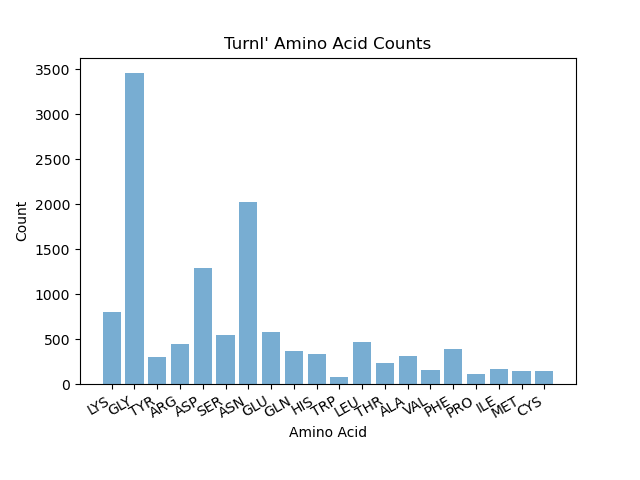 TurnI' Amino Acid Counts
3500
3000
2500
2000
1500
1000
500
0
Count
LYS GLY TYR ARG ASP SER ASN GLU GLN HIS TRP LEU THR ALA VAL PHE PRO ILE MET CYS
Amino Acid